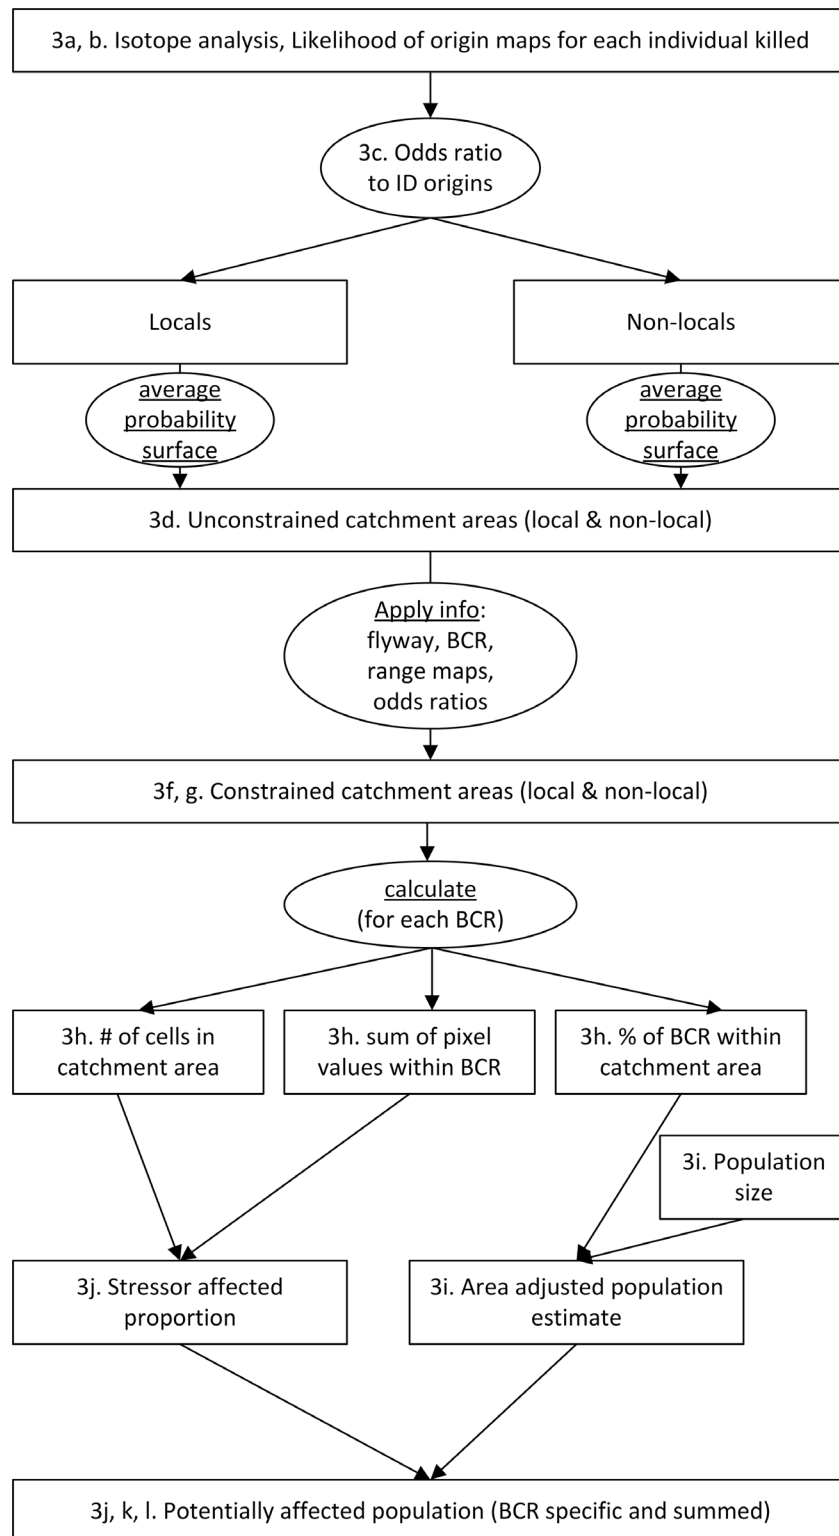 3a, b. Isotope analysis, Likelihood of origin maps for each individual killed
3c. Odds ratio
to ID origins
Locals
Non-locals
average
probability
surface
average
probability
surface
3d. Unconstrained catchment areas (local & non-local)
Apply info:
flyway, BCR,
range maps,
odds ratios
3f, g. Constrained catchment areas (local & non-local)
calculate
(for each BCR)
3h. # of cells in
catchment area
3h. sum of pixel
values within BCR
3h. % of BCR within
catchment area
3i. Population
size
3j. Stressor affected
proportion
3i. Area adjusted population
estimate
3j, k, l. Potentially affected population (BCR specific and summed)